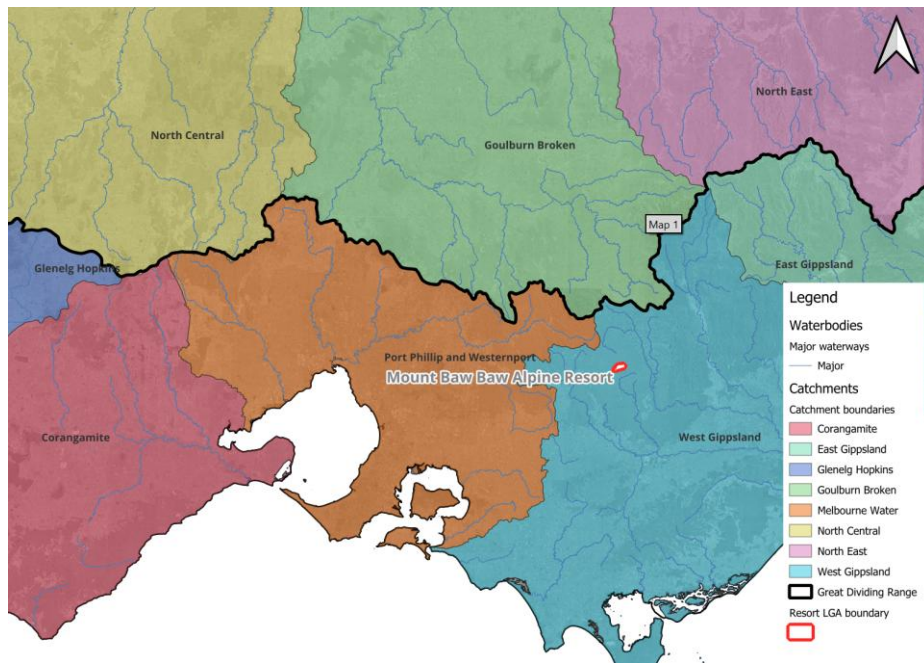 North East
North Central
Goulburn Broken
Map 1
Glenelg Hopkins
East Gippsland
Port Phillip and Westernport
Mount Baw Baw Alpine Resort
Corangamite
West Gippsland
Legend
Waterbodies
Major waterways
Major
Catchments
Catchment boundaries
Corangamite
East Gippsland
Glenelg Hopkins
Goulburn Broken
Melbourne Water
North Central
North East
West Gippsland
Great Dividing Range
Resort LGA boundary